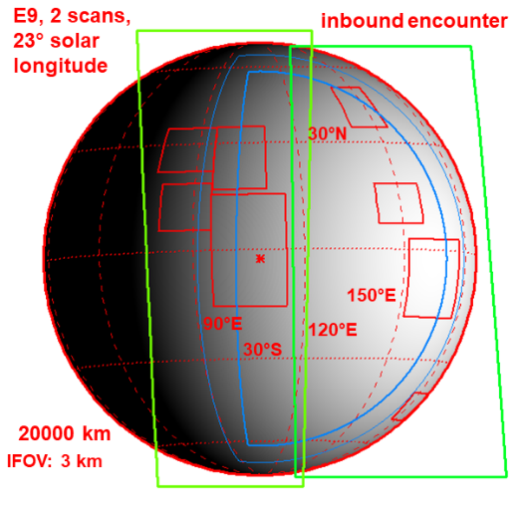 E9, 2 scans,
23° solar
longitude
inbound encounter
30°N
150°E
90°E
120°E
30°S
20000 km
IFOV: 3 km